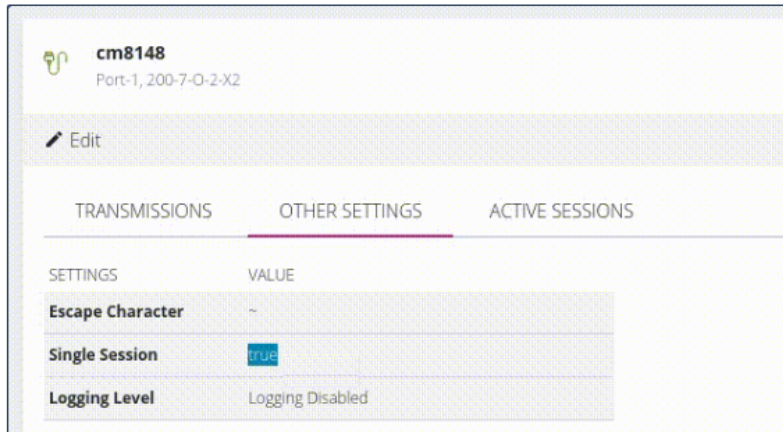 cm8148
Port-1, 200-7-O-2-X2
Edit
TRANSMISSIONS OTHER SETTINGS ACTIVE SESSIONS
SETTINGS VALUE
Escape Character ~
Single Session true
Logging Level Logging Disabled